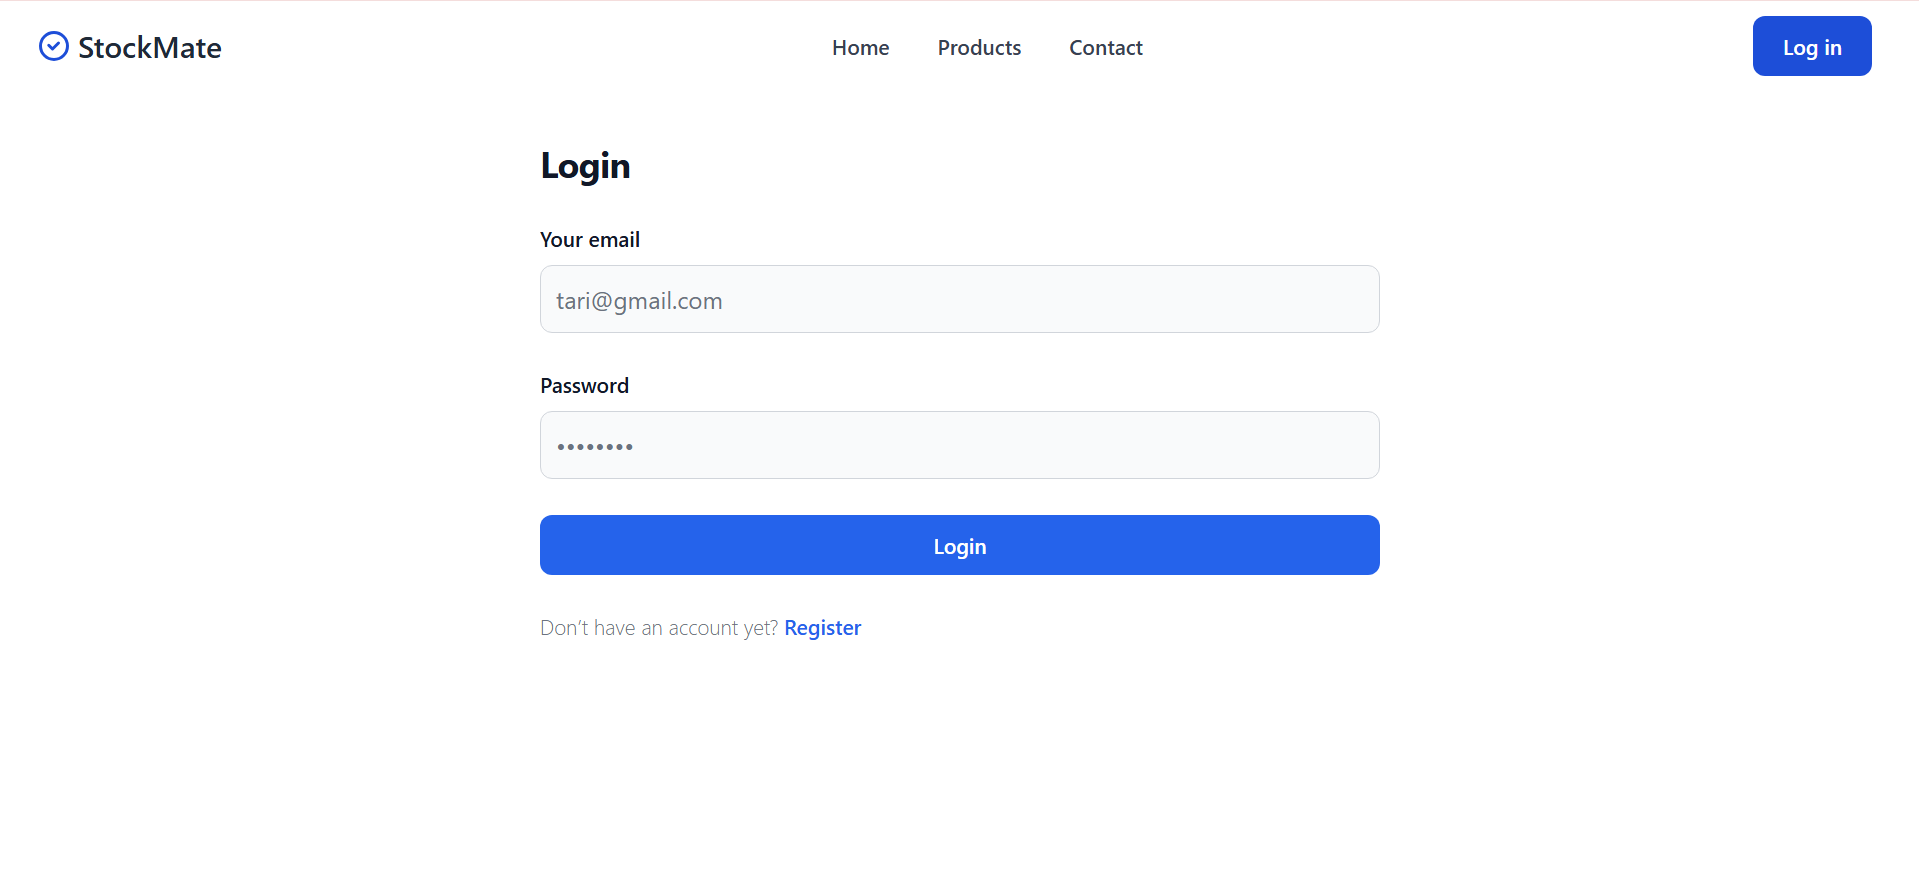 StockMate
Home Products Contact
Log in
Login
Your email
tari@gmail.com
Password
••••••••
Login
Don’t have an account yet? Register